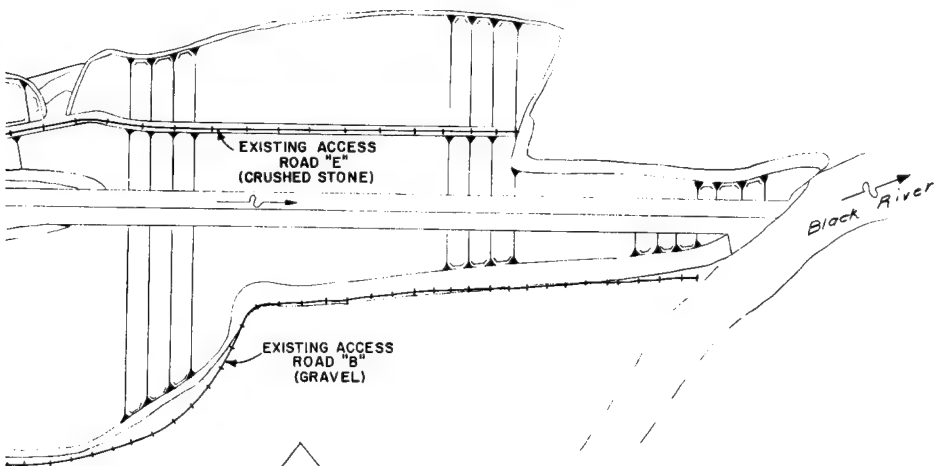 EXISTING ACCESS
ROAD "E"
(CRUSHED STONE)
Black River
EXISTING ACCESS
ROAD "B"
(GRAVEL)